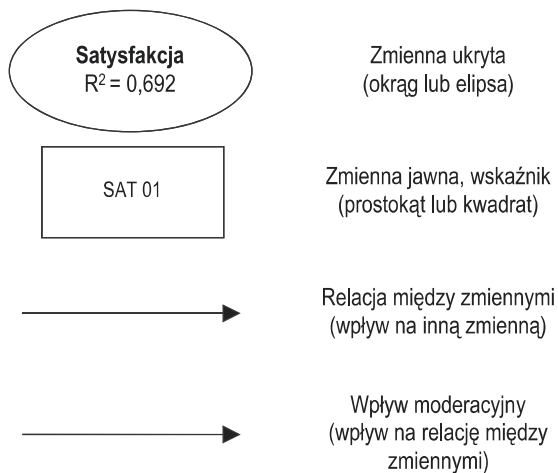 Satysfakcja
R² = 0,692
Zmienna ukryta
(okrąg lub elipsa)
SAT 01
Zmienna jawna, wskaźnik
(prostokąt lub kwadrat)
Relacja między zmiennymi
(wpływ na inną zmienną)
Wpływ moderacyjny
(wpływ na relację między
zmiennymi)